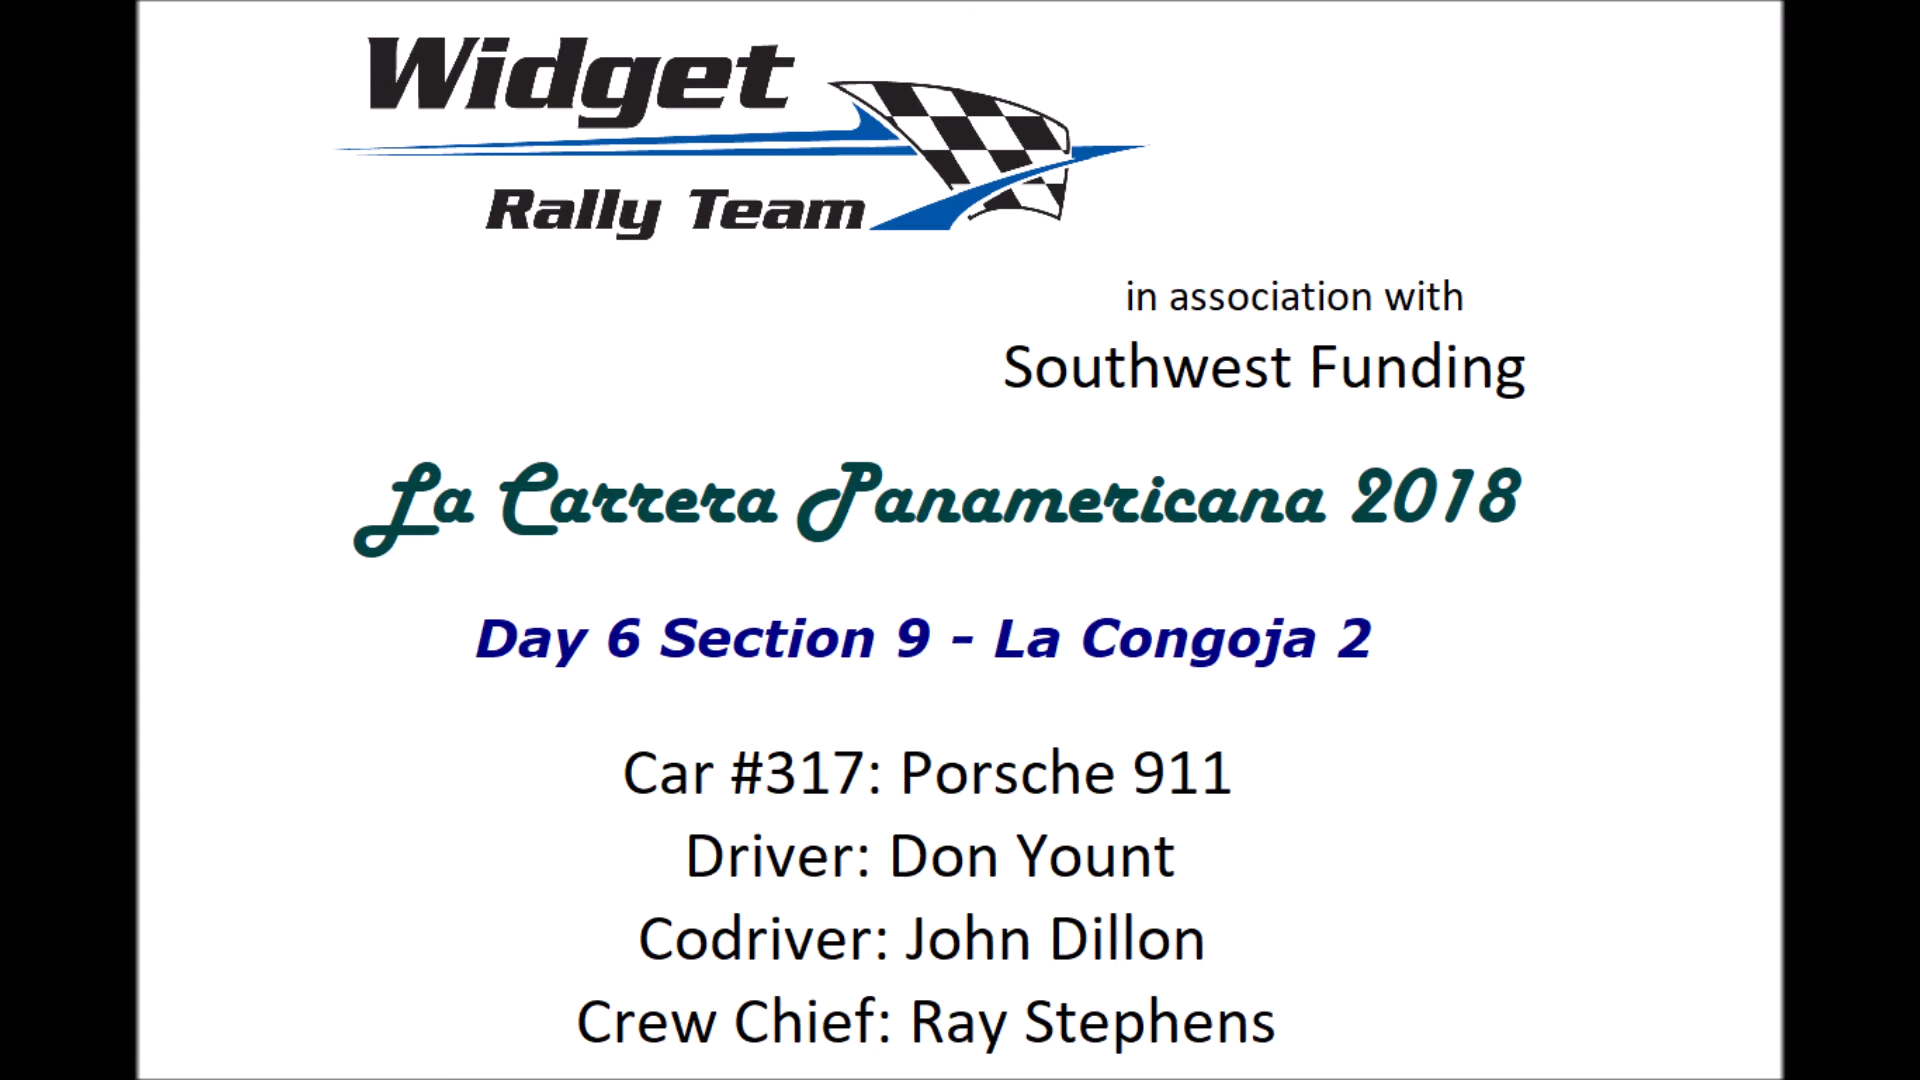 Widget
Rally Team
in association with
Southwest Funding
La Carrera Panamericana 2018
Day 6 Section 9 - La Congoja 2
Car #317: Porsche 911
Driver: Don Yount
Codriver: John Dillon
Crew Chief: Ray Stephens